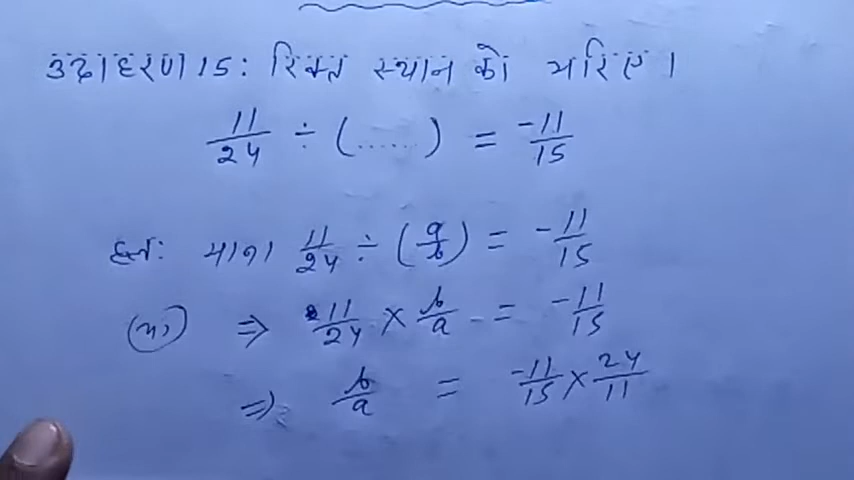 उदाहरण 15: रिक्त स्थान को भरिए।
11/24 ÷ (......) = -11/15
हल: माना 11/24 ÷ (a/b) = -11/15
⇒ 11/24 × b/a = -11/15
⇒ b/a = -11/15 × 24/11